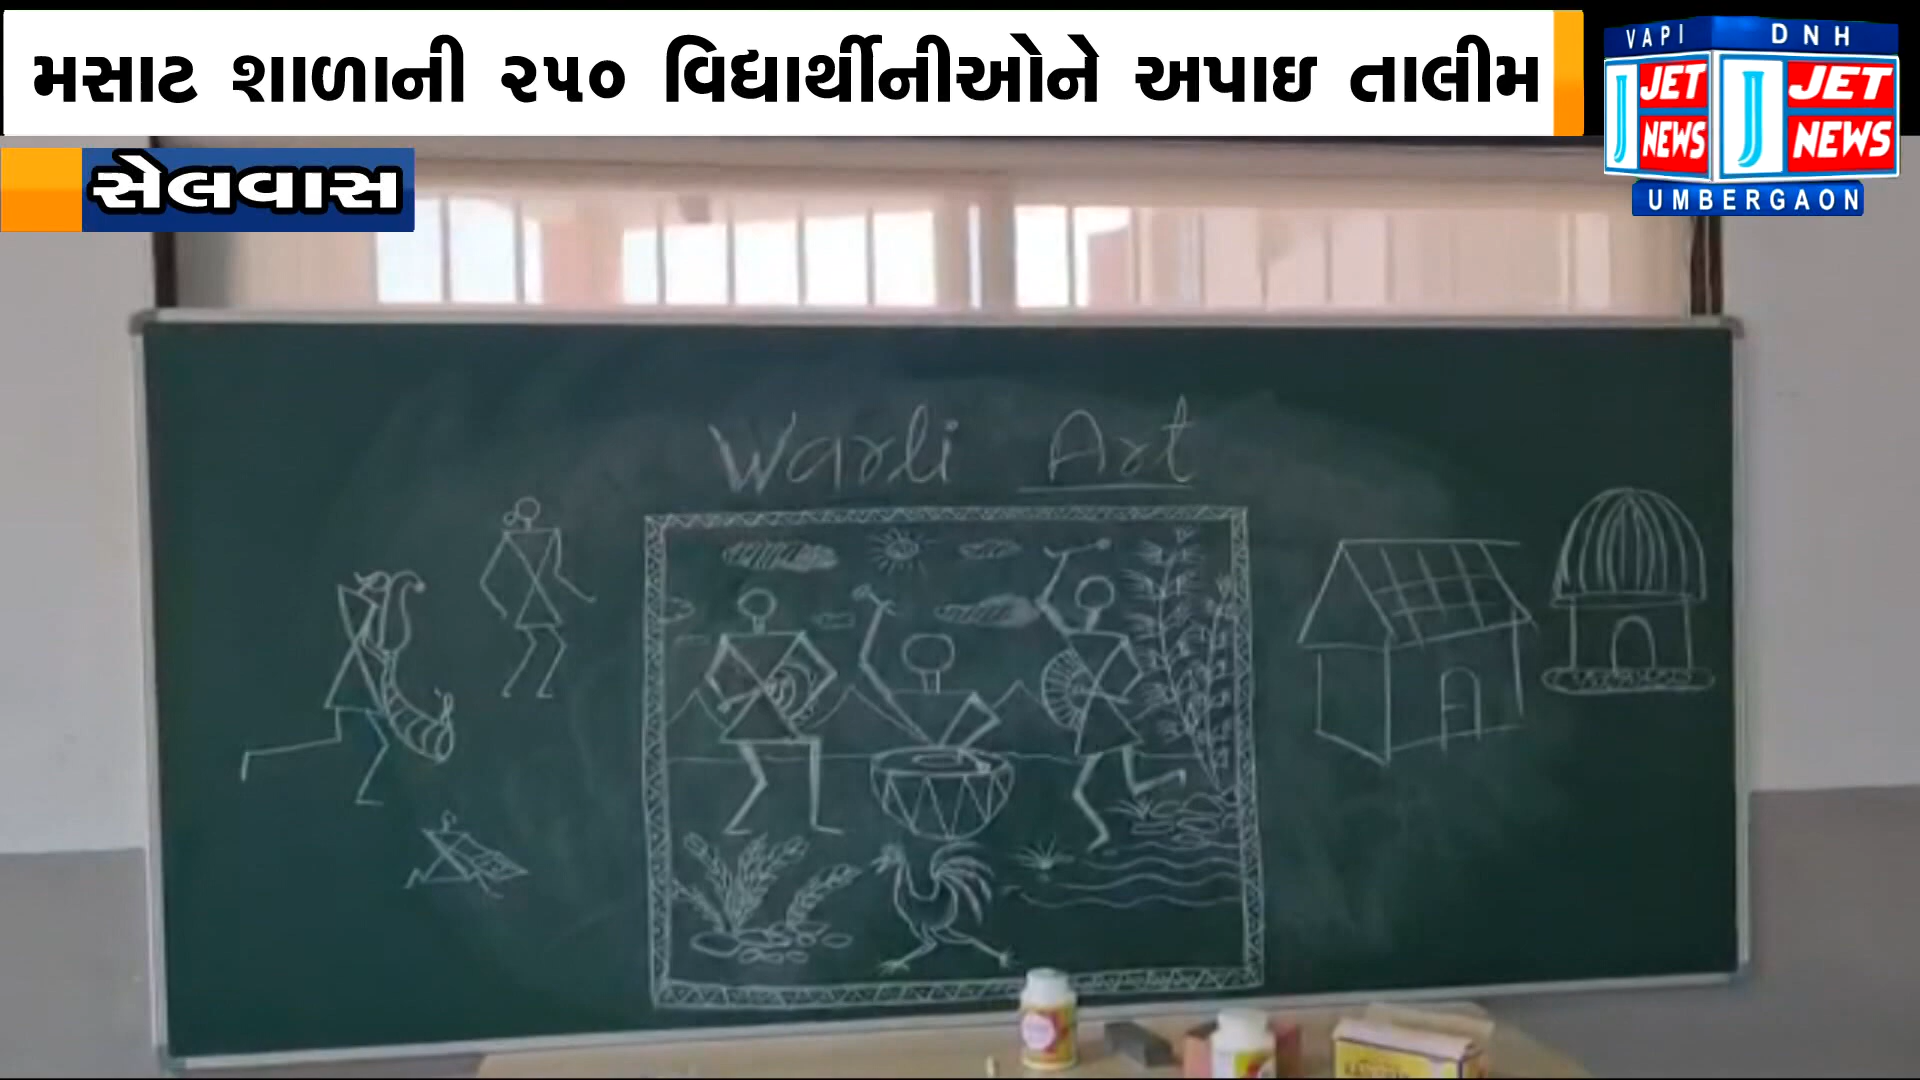 મસાટ શાળાની ૨૫૦ વિદ્યાર્થીનીઓને અપાઇ તાલીમ
VAPI DNH
J JET NEWS J JET NEWS
UMBERGAON
સેલવાસ
Warli Art